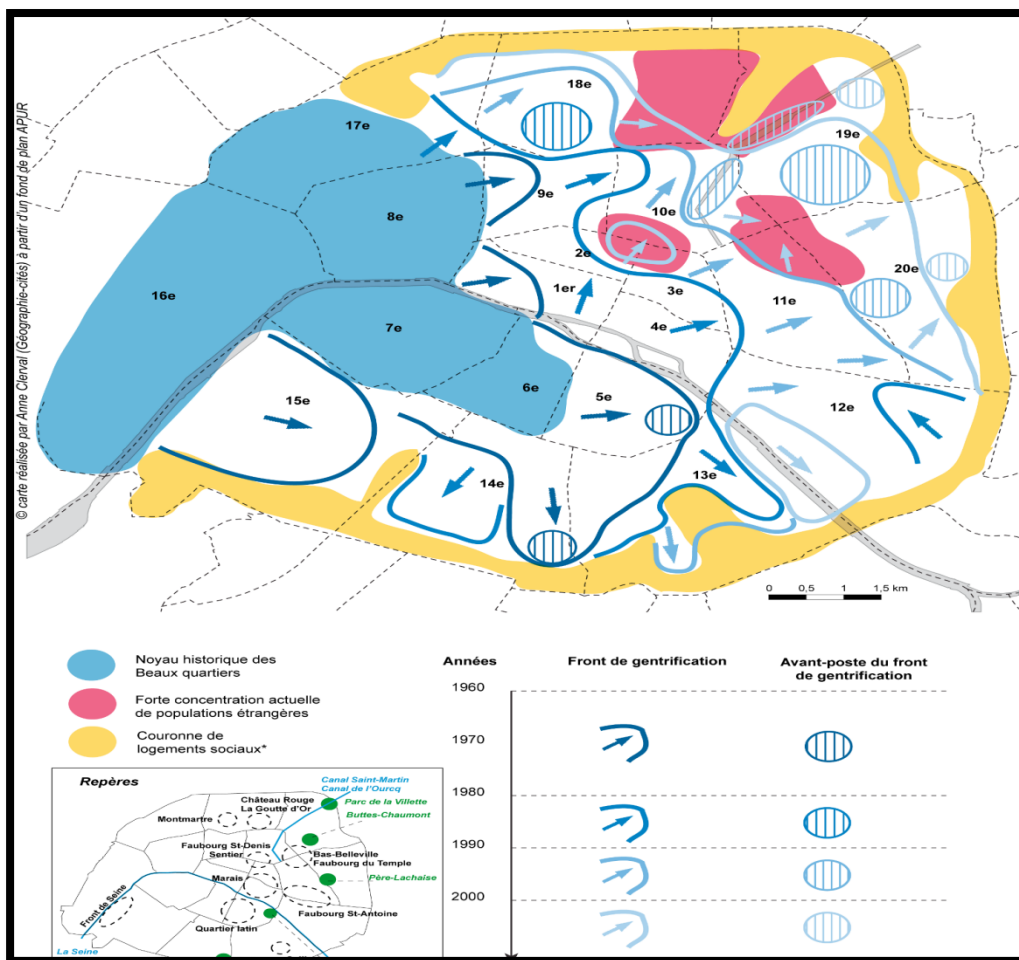 © carte réalisée par Anne Clerval (Géographie-cités) à partir d'un fond de plan APUR
18e
17e
19e
9e
8e
10e
2e
20e
16e
1er
3e
11e
7e
4e
6e
5e
15e
12e
14e
13e
0 0,5 1 1,5 km
Noyau historique des
Beaux quartiers
Forte concentration actuelle
de populations étrangères
Couronne de
logements sociaux*
Années
Front de gentrification
Avant-poste du front
de gentrification
1960
1970
1980
1990
2000
Repères
Canal Saint-Martin
Canal de l'Ourcq
Château Rouge
La Goutte d'Or
Parc de la Villette
Montmartre
Buttes-Chaumont
Faubourg St-Denis
Sentier
Bas-Belleville
Faubourg du Temple
Marais
Père-Lachaise
Front de Seine
Faubourg St-Antoine
Quartier latin
La Seine